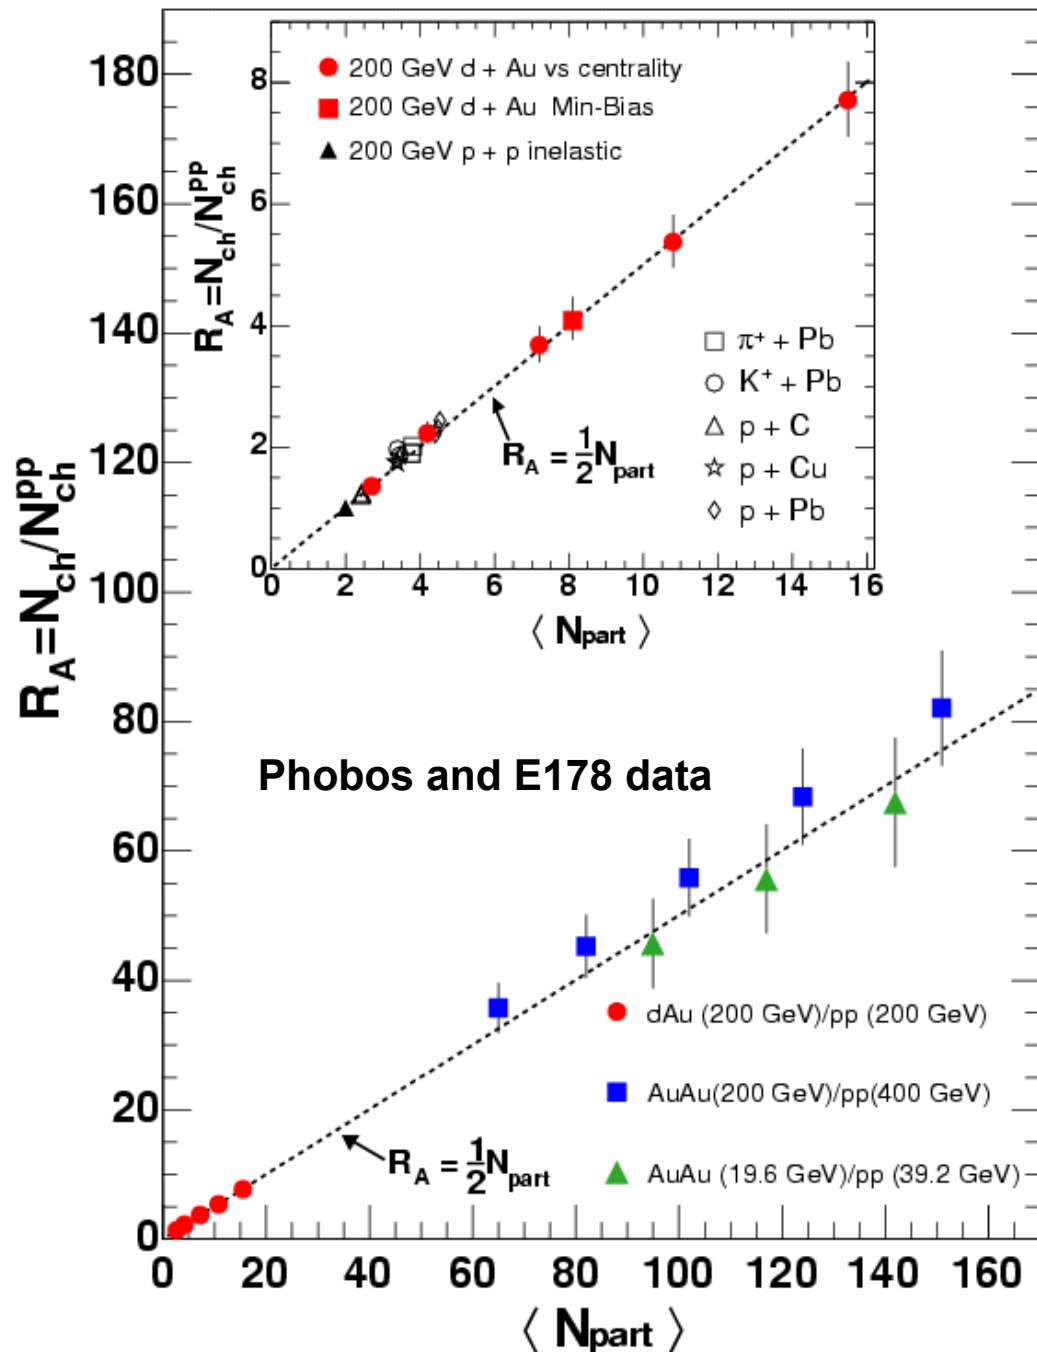 200 GeV d + Au vs centrality
200 GeV d + Au Min-Bias
200 GeV p + p inelastic
R_A=N_ch/N_ch^PP
8
6
4
2
0
π⁺ + Pb
K⁺ + Pb
p + C
p + Cu
p + Pb
R_A = 1/2 N_part
0 2 4 6 8 10 12 14 16
⟨ Npart ⟩
R_A=N_ch/N_ch^PP
180
160
140
120
100
80
60
40
20
0
Phobos and E178 data
dAu (200 GeV)/pp (200 GeV)
AuAu(200 GeV)/pp(400 GeV)
AuAu (19.6 GeV)/pp (39.2 GeV)
R_A = 1/2 N_part
0 20 40 60 80 100 120 140 160
⟨ Npart ⟩